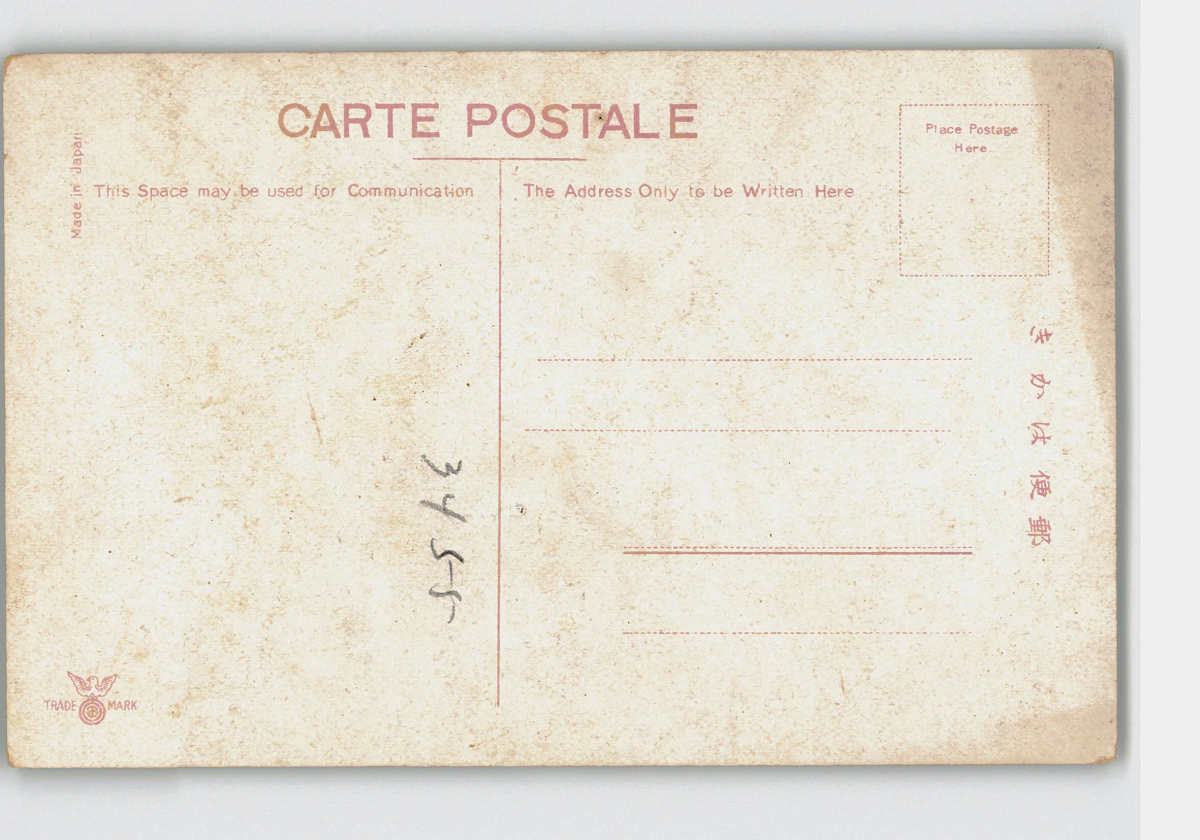 CARTE POSTALE
Made in Japan
This Space may be used for Communication
The Address Only to be Written Here
Place Postage
Here
きかは便郵
3455
TRADE MARK